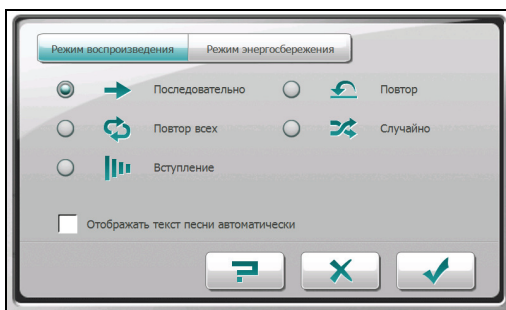 Режим воспроизведения Режим энергосбережения
Последовательно Повтор
Повтор всех Случайно
Вступление
Отображать текст песни автоматически